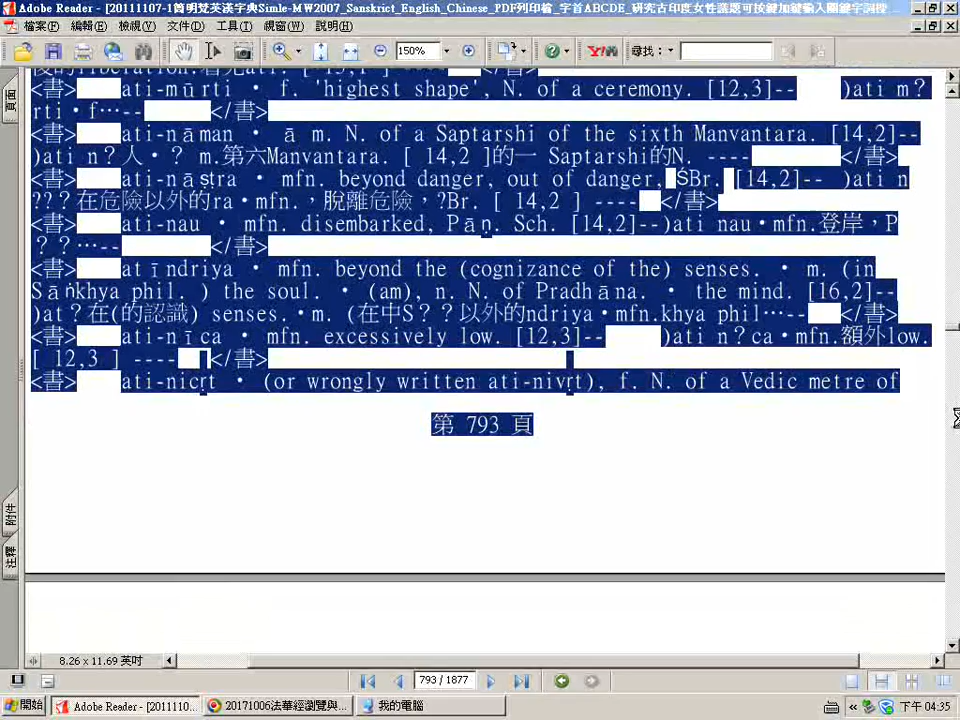 Adobe Reader - [20111107-1簡明梵英漢字典Simle-MW2007_Sanskrict_English_Chinese_PDF列印檔_字首ABCDE_研究古印度女性議題可按鍵加鍵輸入關鍵字詞搜
檔案(F) 編輯(E) 檢視(V) 文件(D) 工具(T) 視窗(W) 說明(H)
150% Y! 尋找:
<書> ati-mūrti • f. 'highest shape', N. of a ceremony. [12,3]-- )ati m?
rti・f…-- </書>
<書> ati-nāman • ā m. N. of a Saptarshi of the sixth Manvantara. [14,2]--
)ati n?人・? m.第六Manvantara. [ 14,2 ]的一 Saptarshi的N. ---- </書>
<書> ati-nāṣṭra • mfn. beyond danger, out of danger, ŚBr. [14,2]-- )ati n
???在危險以外的ra・mfn.，脫離危險，?Br. [ 14,2 ] ---- </書>
<書> ati-nau • mfn. disembarked, Pāṇ. Sch. [14,2]--)ati nau・mfn.登岸，P
??…-- </書>
<書> atīndriya • mfn. beyond the (cognizance of the) senses. • m. (in
Sāṅkhya phil. ) the soul. • (am), n. N. of Pradhāna. • the mind. [16,2]--
)at?在(的認識) senses.・m. (在中S??以外的ndriya・mfn.khya phil…-- </書>
<書> ati-nīca • mfn. excessively low. [12,3]-- )ati n?ca・mfn.額外low.
[ 12,3 ] ---- </書>
<書> ati-nicṛt • (or wrongly written ati-nivṛt), f. N. of a Vedic metre of
第 793 頁
頁面
附件
注釋
8.26 x 11.69 英吋
793 / 1877
開始 Adobe Reader - [2011110... 20171006法華經瀏覽與... 我的電腦 下午 04:35